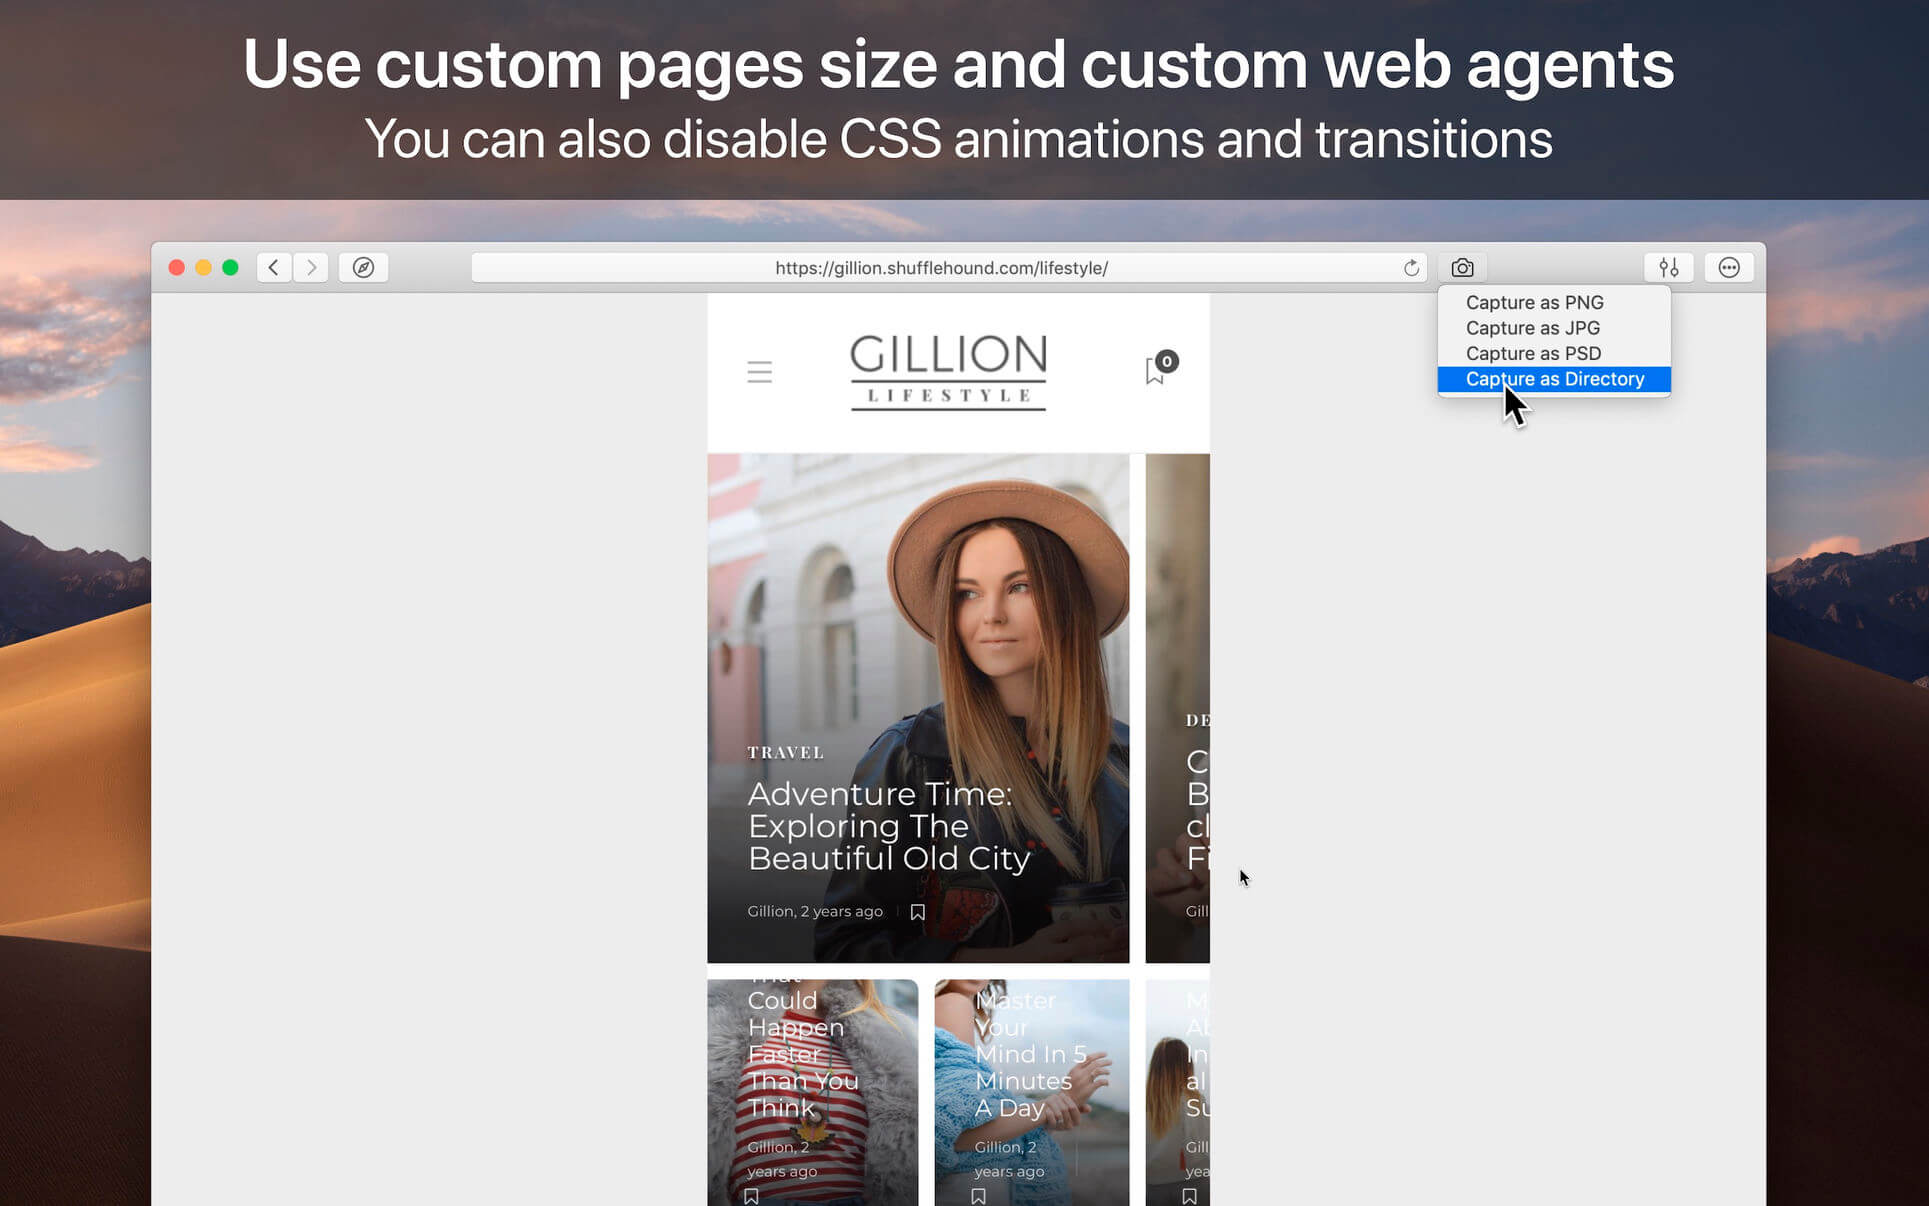 Use custom pages size and custom web agents
You can also disable CSS animations and transitions
https://gillion.shufflehound.com/lifestyle/
Capture as PNG
Capture as JPG
Capture as PSD
Capture as Directory
GILLION
LIFESTYLE
0
TRAVEL
Adventure Time:
Exploring The
Beautiful Old City
Gillion, 2 years ago
DE
C
B
cl
Fi
Gill
That
Could
Happen
Faster
Than You
Think
Gillion, 2
years ago
Master
Your
Mind In 5
Minutes
A Day
Gillion, 2
years ago
M
Ab
In
al
Su
Gill
yea